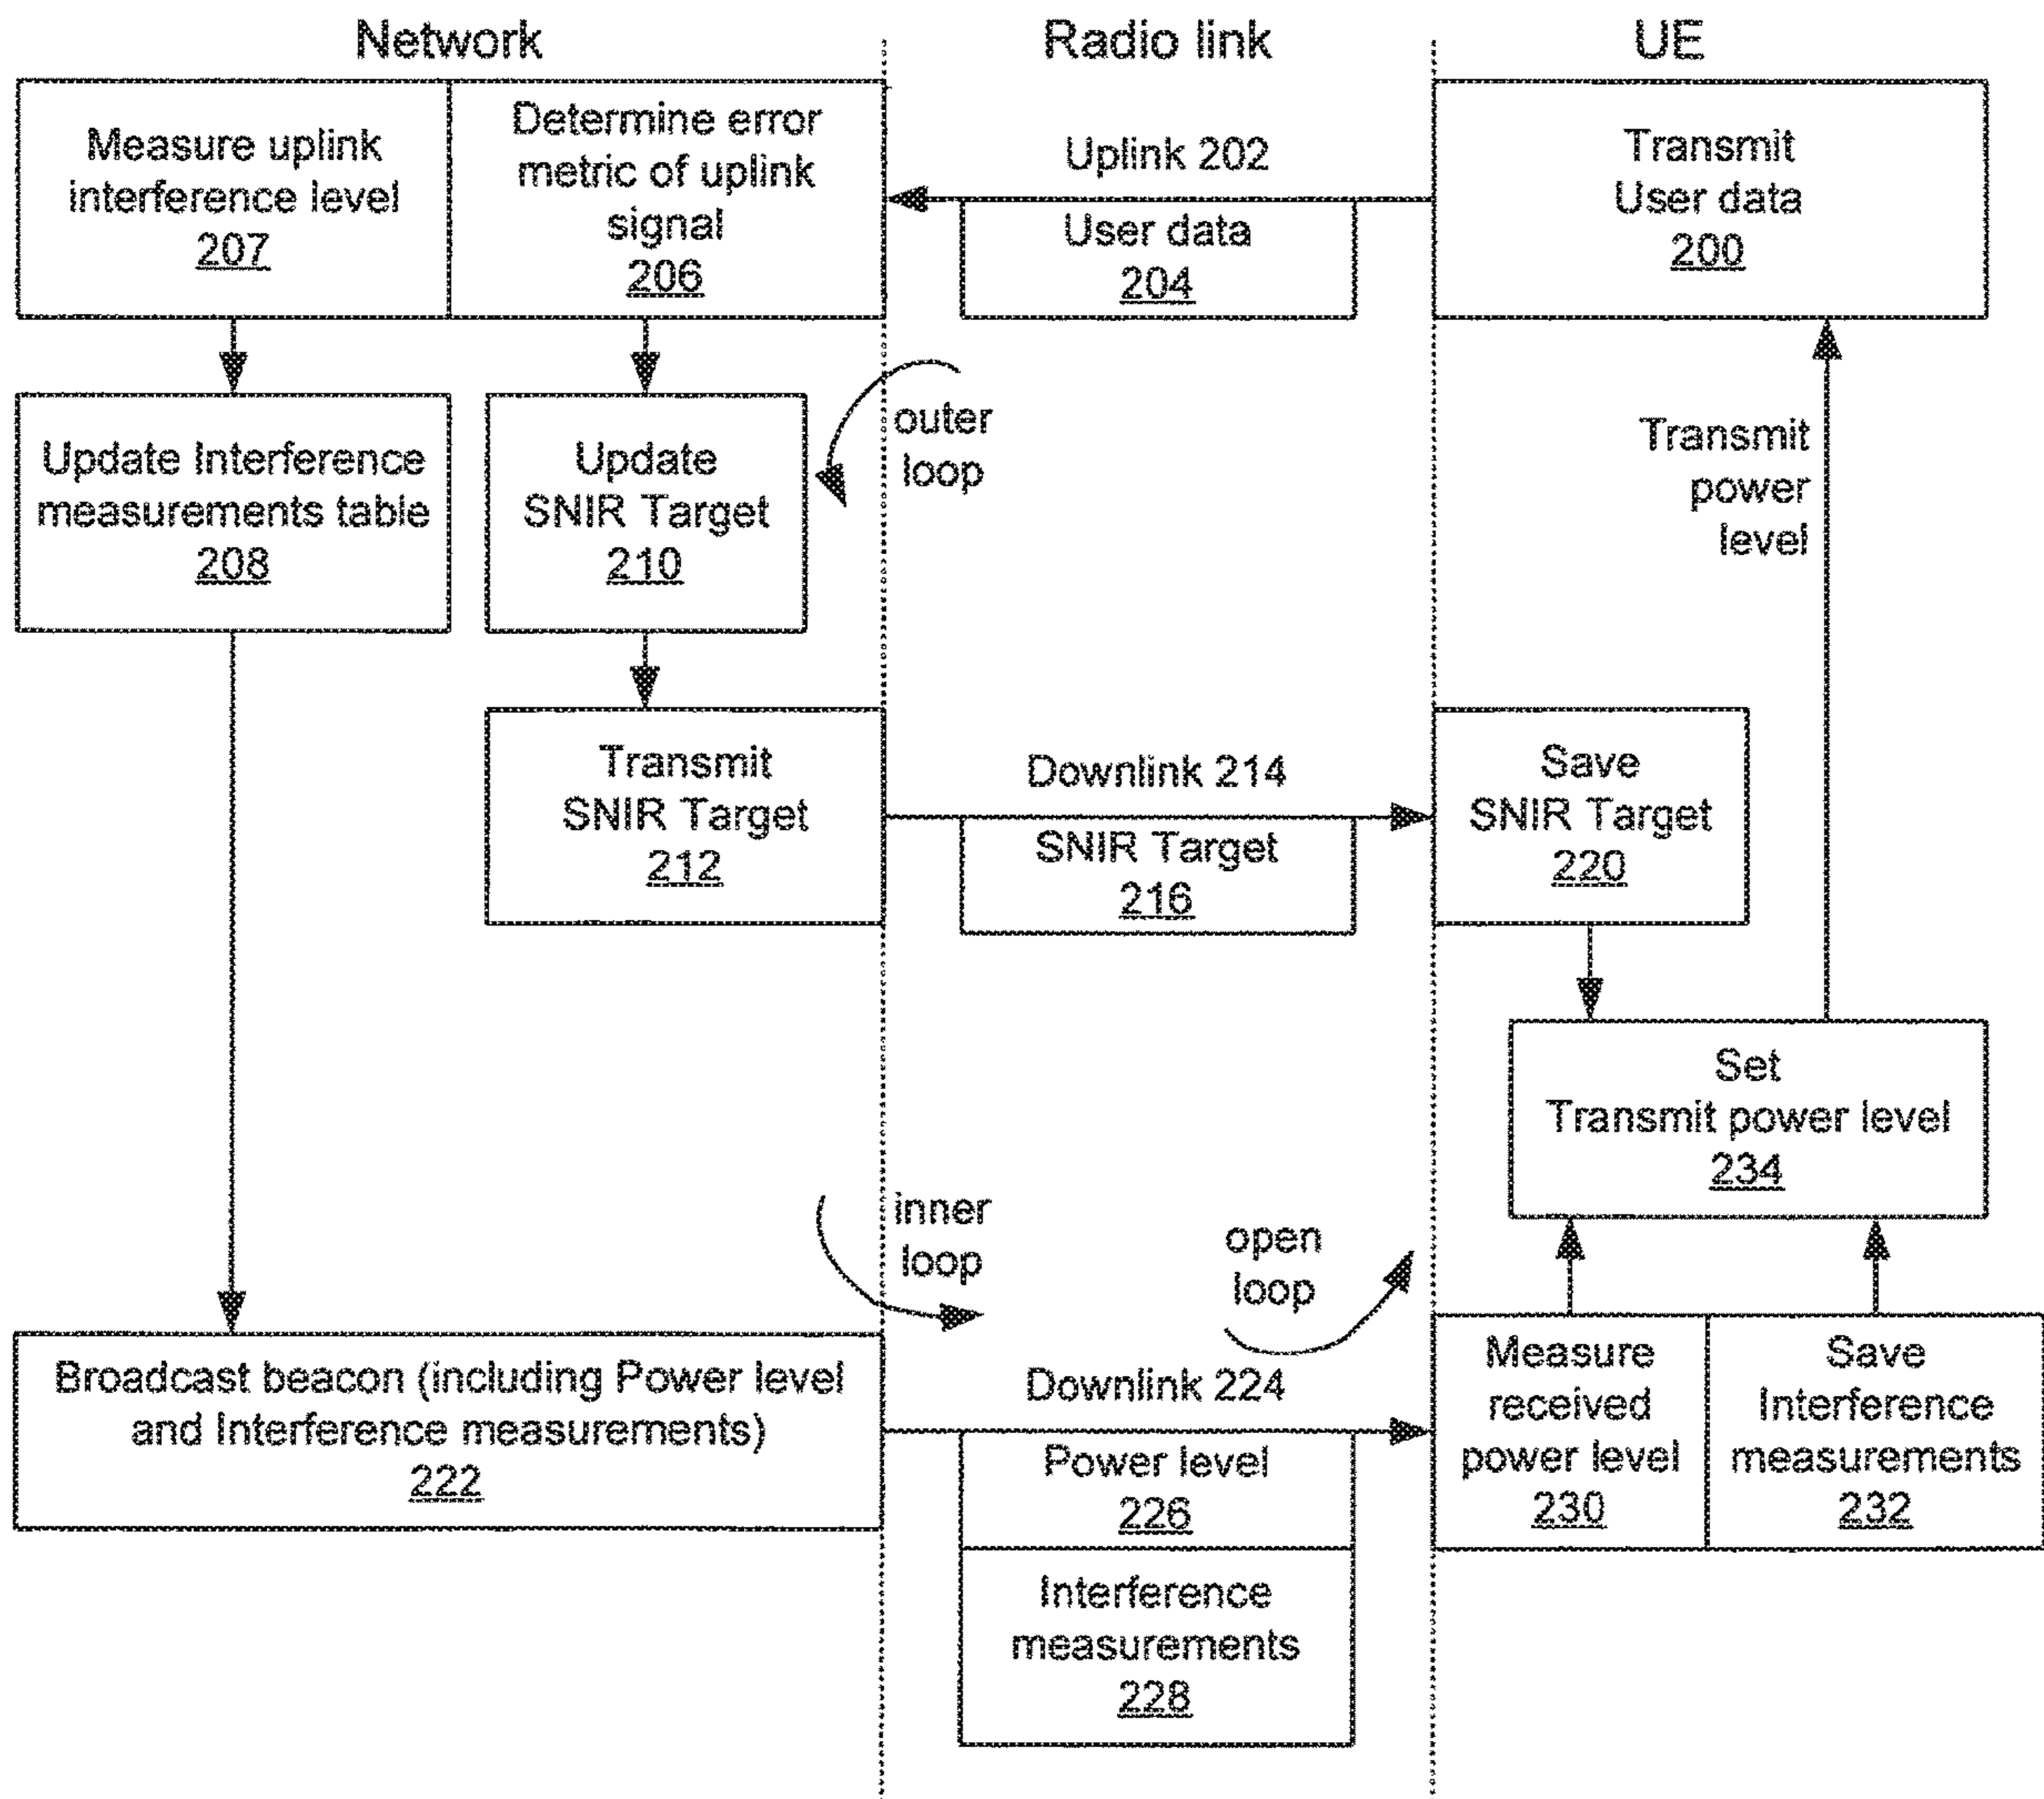 Network
Radio link
UE
Measure uplink
interference level
207
Determine error
metric of uplink
signal
206
Uplink 202
User data
204
Transmit
User data
200
Update Interference
measurements table
208
Update
SNIR Target
210
outer
loop
Transmit
power
level
Transmit
SNIR Target
212
Downlink 214
SNIR Target
216
Save
SNIR Target
220
Set
Transmit power level
234
inner
loop
open
loop
Broadcast beacon (including Power level
and Interference measurements)
222
Downlink 224
Power level
226
Interference
measurements
228
Measure
received
power level
230
Save
Interference
measurements
232